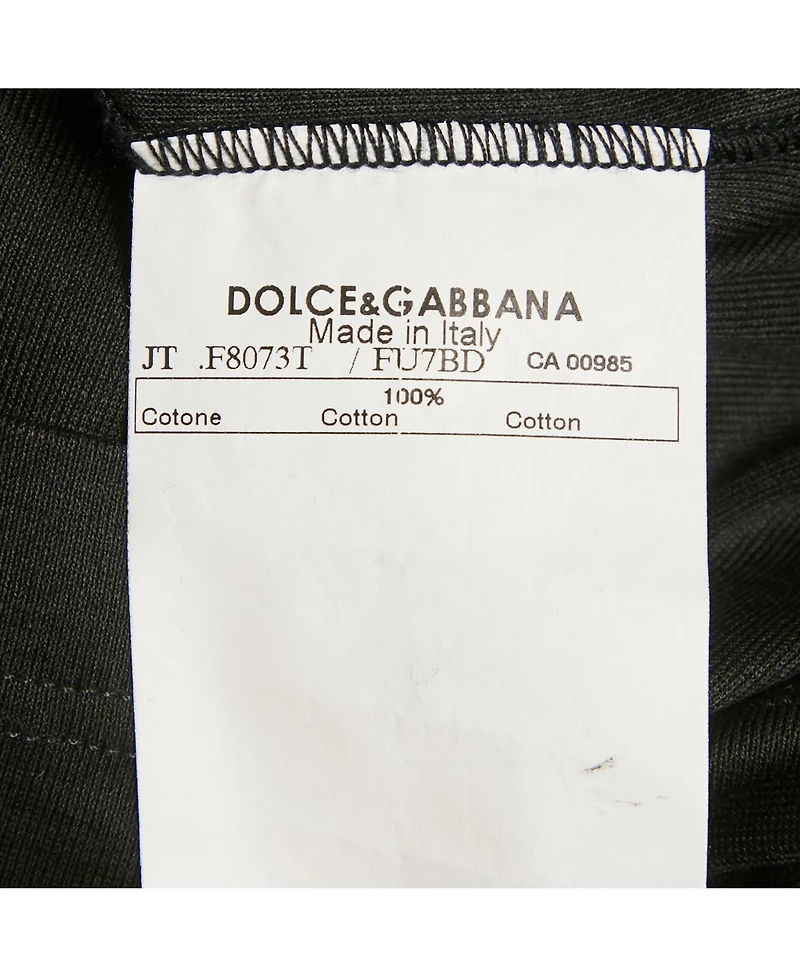 DOLCE&GABBANA
Made in Italy
JT .F8073T / FU7BD CA 00985
100%
Cotone Cotton Cotton